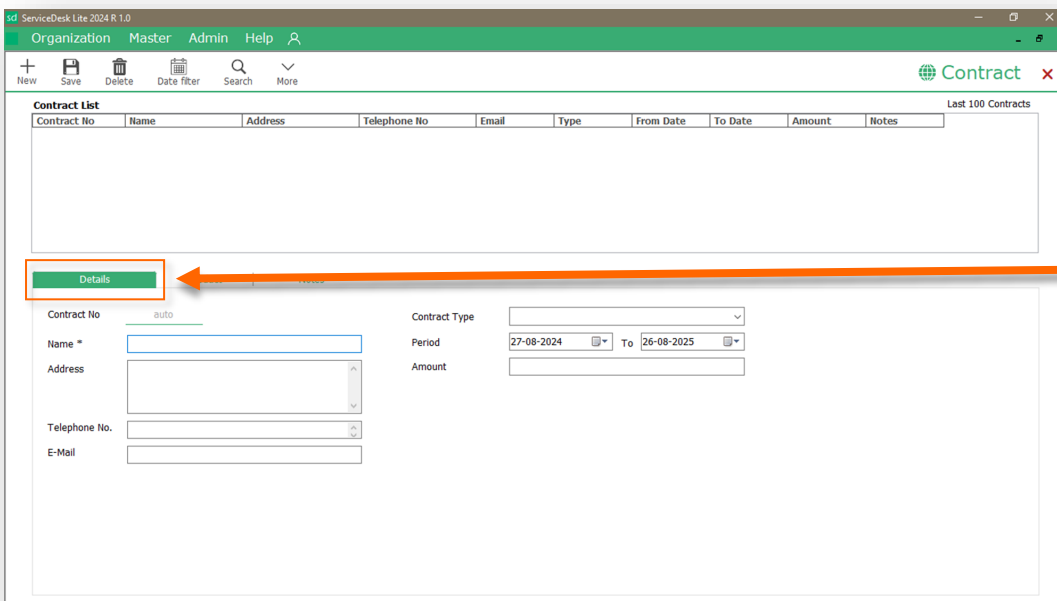 scl ServiceDesk Lite 2024 R 1.0
Organization Master Admin Help
New Save Delete Date filter Search More
Contract
Contract List
Last 100 Contracts
Contract No Name Address Telephone No Email Type From Date To Date Amount Notes
Details
Contract No auto
Contract Type
Name *
Period 27-08-2024 To 26-08-2025
Address
Amount
Telephone No.
E-Mail